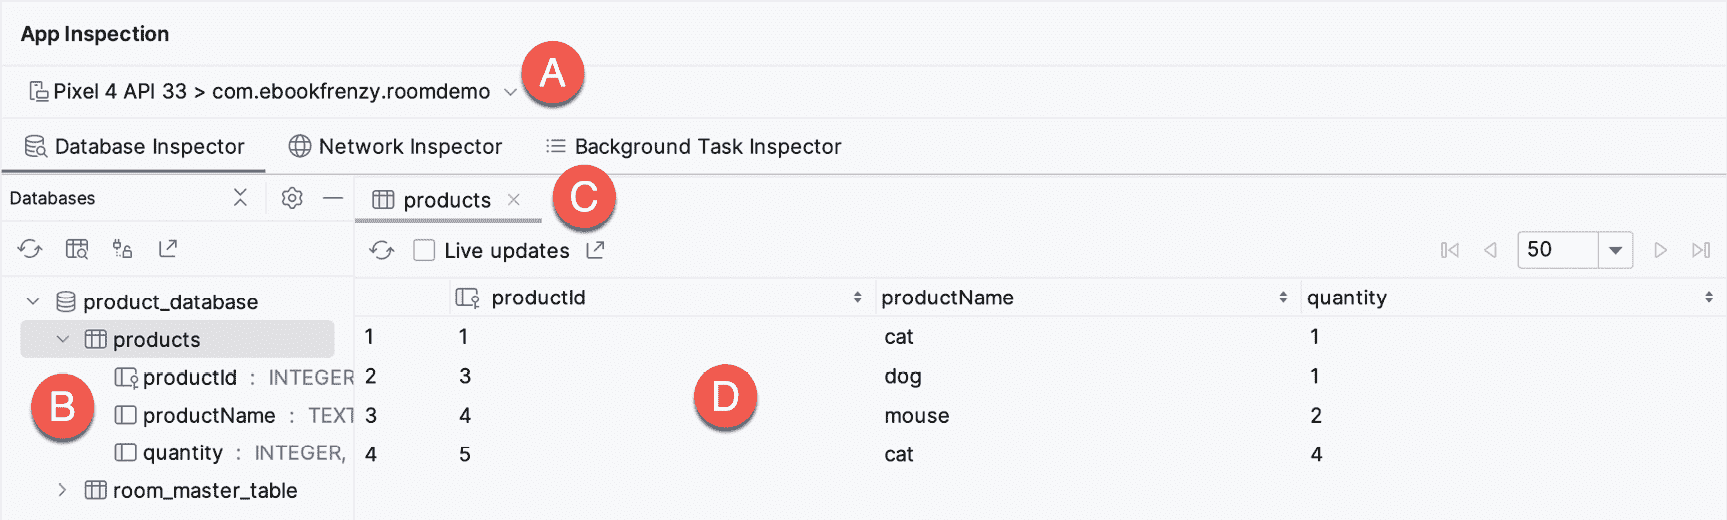 App Inspection
Pixel 4 API 33 > com.ebookfrenzy.roomdemo A
Database Inspector Network Inspector Background Task Inspector
Databases products C
Live updates 50
productId productName quantity
product_database
1 1 cat 1
products
2 3 dog 1
productId : INTEGER
D
B
3 4 mouse 2
productName : TEXT
4 5 cat 4
quantity : INTEGER,
room_master_table